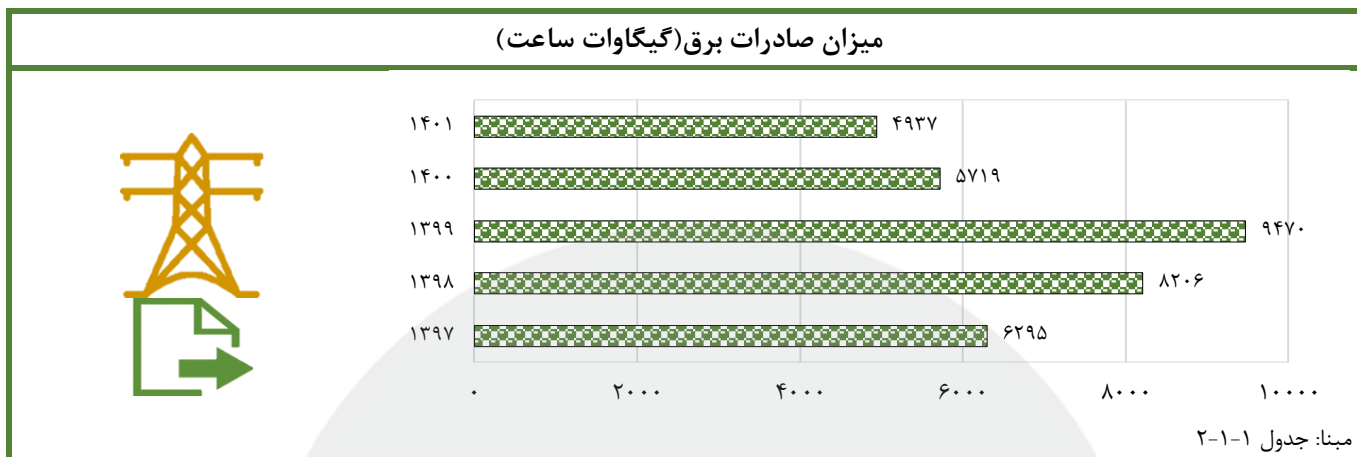 میزان صادرات برق(گیگاوات ساعت)
۱۴۰۱ ۴۹۳۷
۱۴۰۰ ۵۷۱۹
۱۳۹۹ ۹۴۷۰
۱۳۹۸ ۸۲۰۶
۱۳۹۷ ۶۲۹۵
۰ ۲۰۰۰ ۴۰۰۰ ۶۰۰۰ ۸۰۰۰ ۱۰۰۰۰
مبنا: جدول ۱-۱-۲